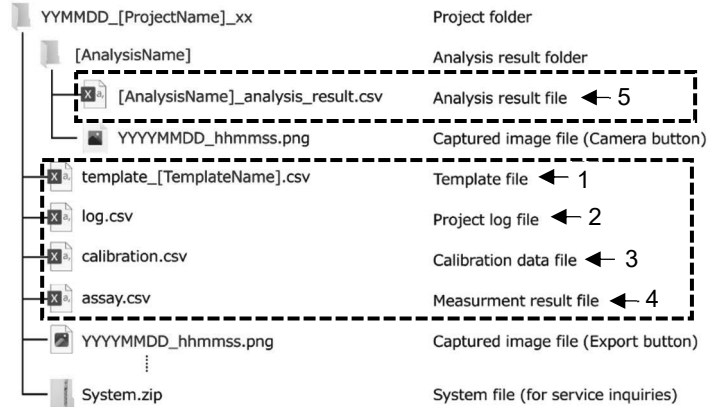 YYMMDD_[ProjectName]_xx Project folder
[AnalysisName] Analysis result folder
[AnalysisName]_analysis_result.csv Analysis result file 5
YYYYMMDD_hhmmss.png Captured image file (Camera button)
template_[TemplateName].csv Template file 1
log.csv Project log file 2
calibration.csv Calibration data file 3
assay.csv Measurment result file 4
YYYYMMDD_hhmmss.png Captured image file (Export button)
System.zip System file (for service inquiries)